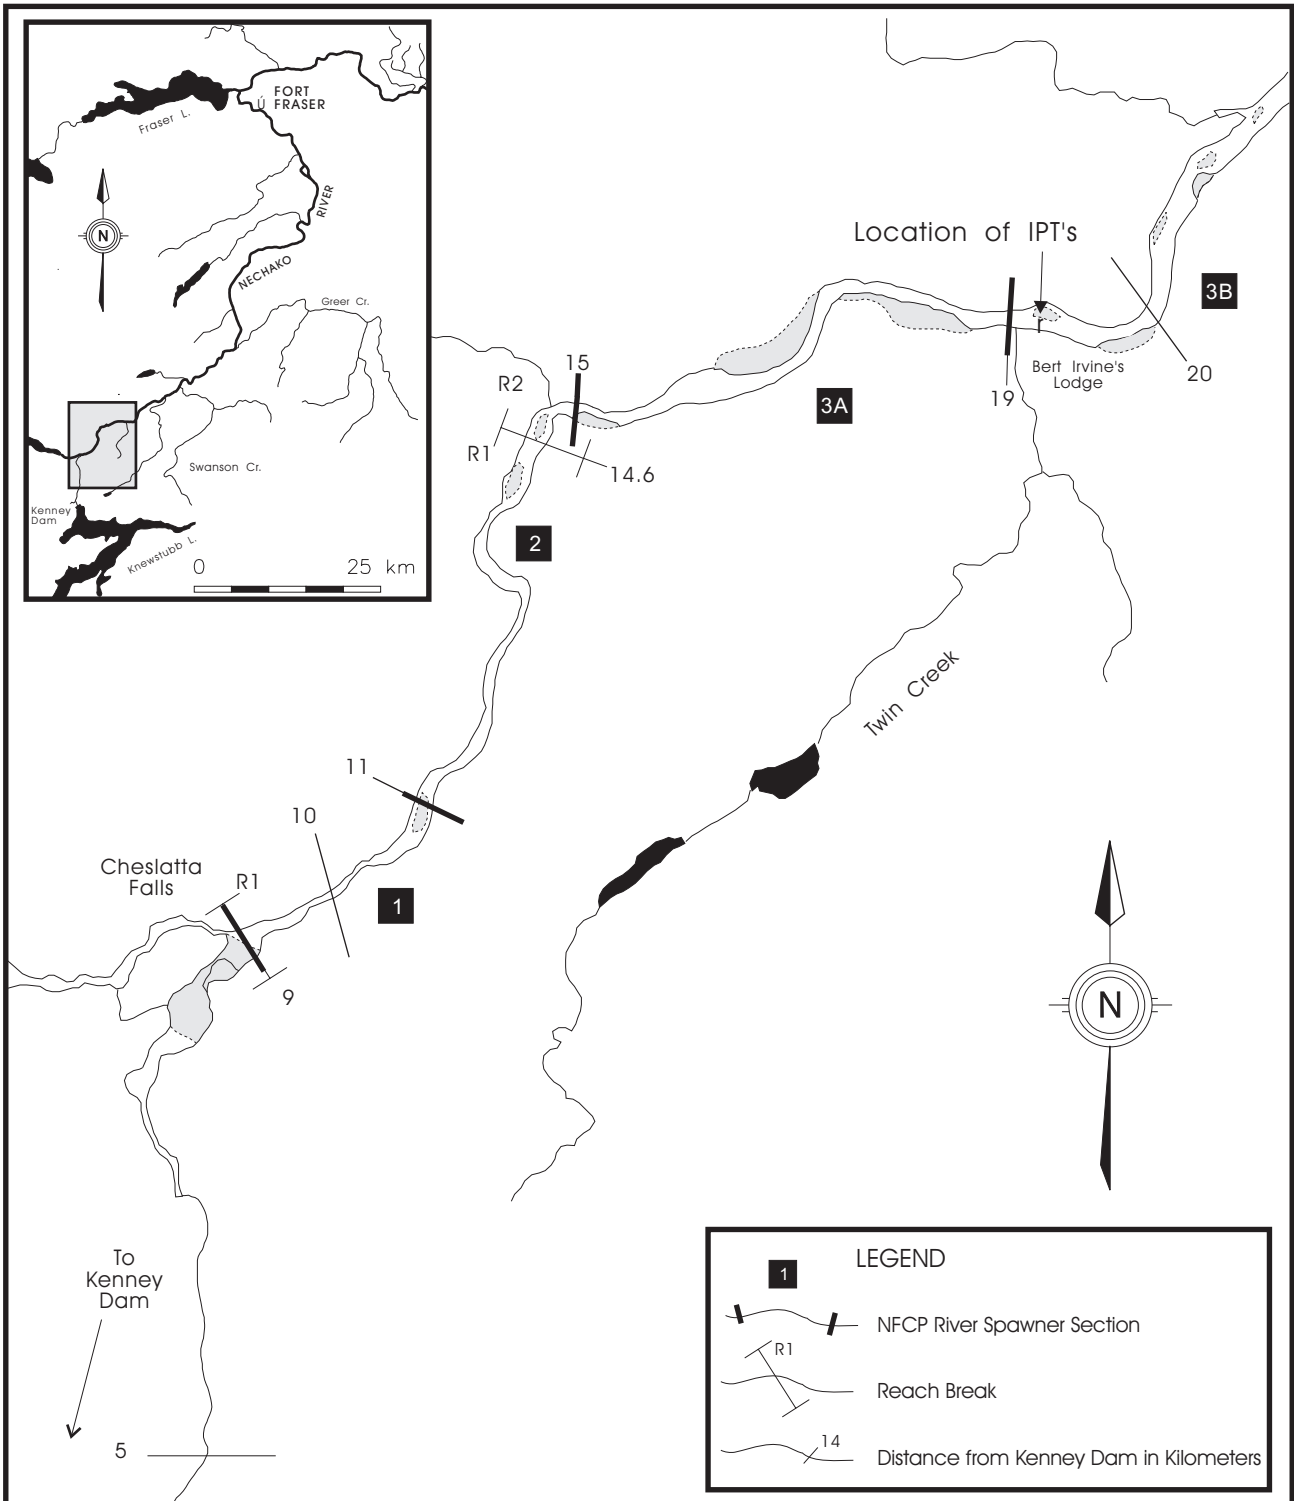 FORT
Ú FRASER
Fraser L.
N
RIVER
NECHAKO
Greer Cr.
Swanson Cr.
Kenney
Dam
Knewstubb L.
0 25 km
Location of IPT's
3B
20
Bert Irvine's
Lodge
19
3A
15
R2
R1
14.6
2
Twin Creek
11
10
Cheslatta
Falls
R1
1
9
N
To
Kenney
Dam
5
LEGEND
1
NFCP River Spawner Section
R1
Reach Break
14
Distance from Kenney Dam in Kilometers